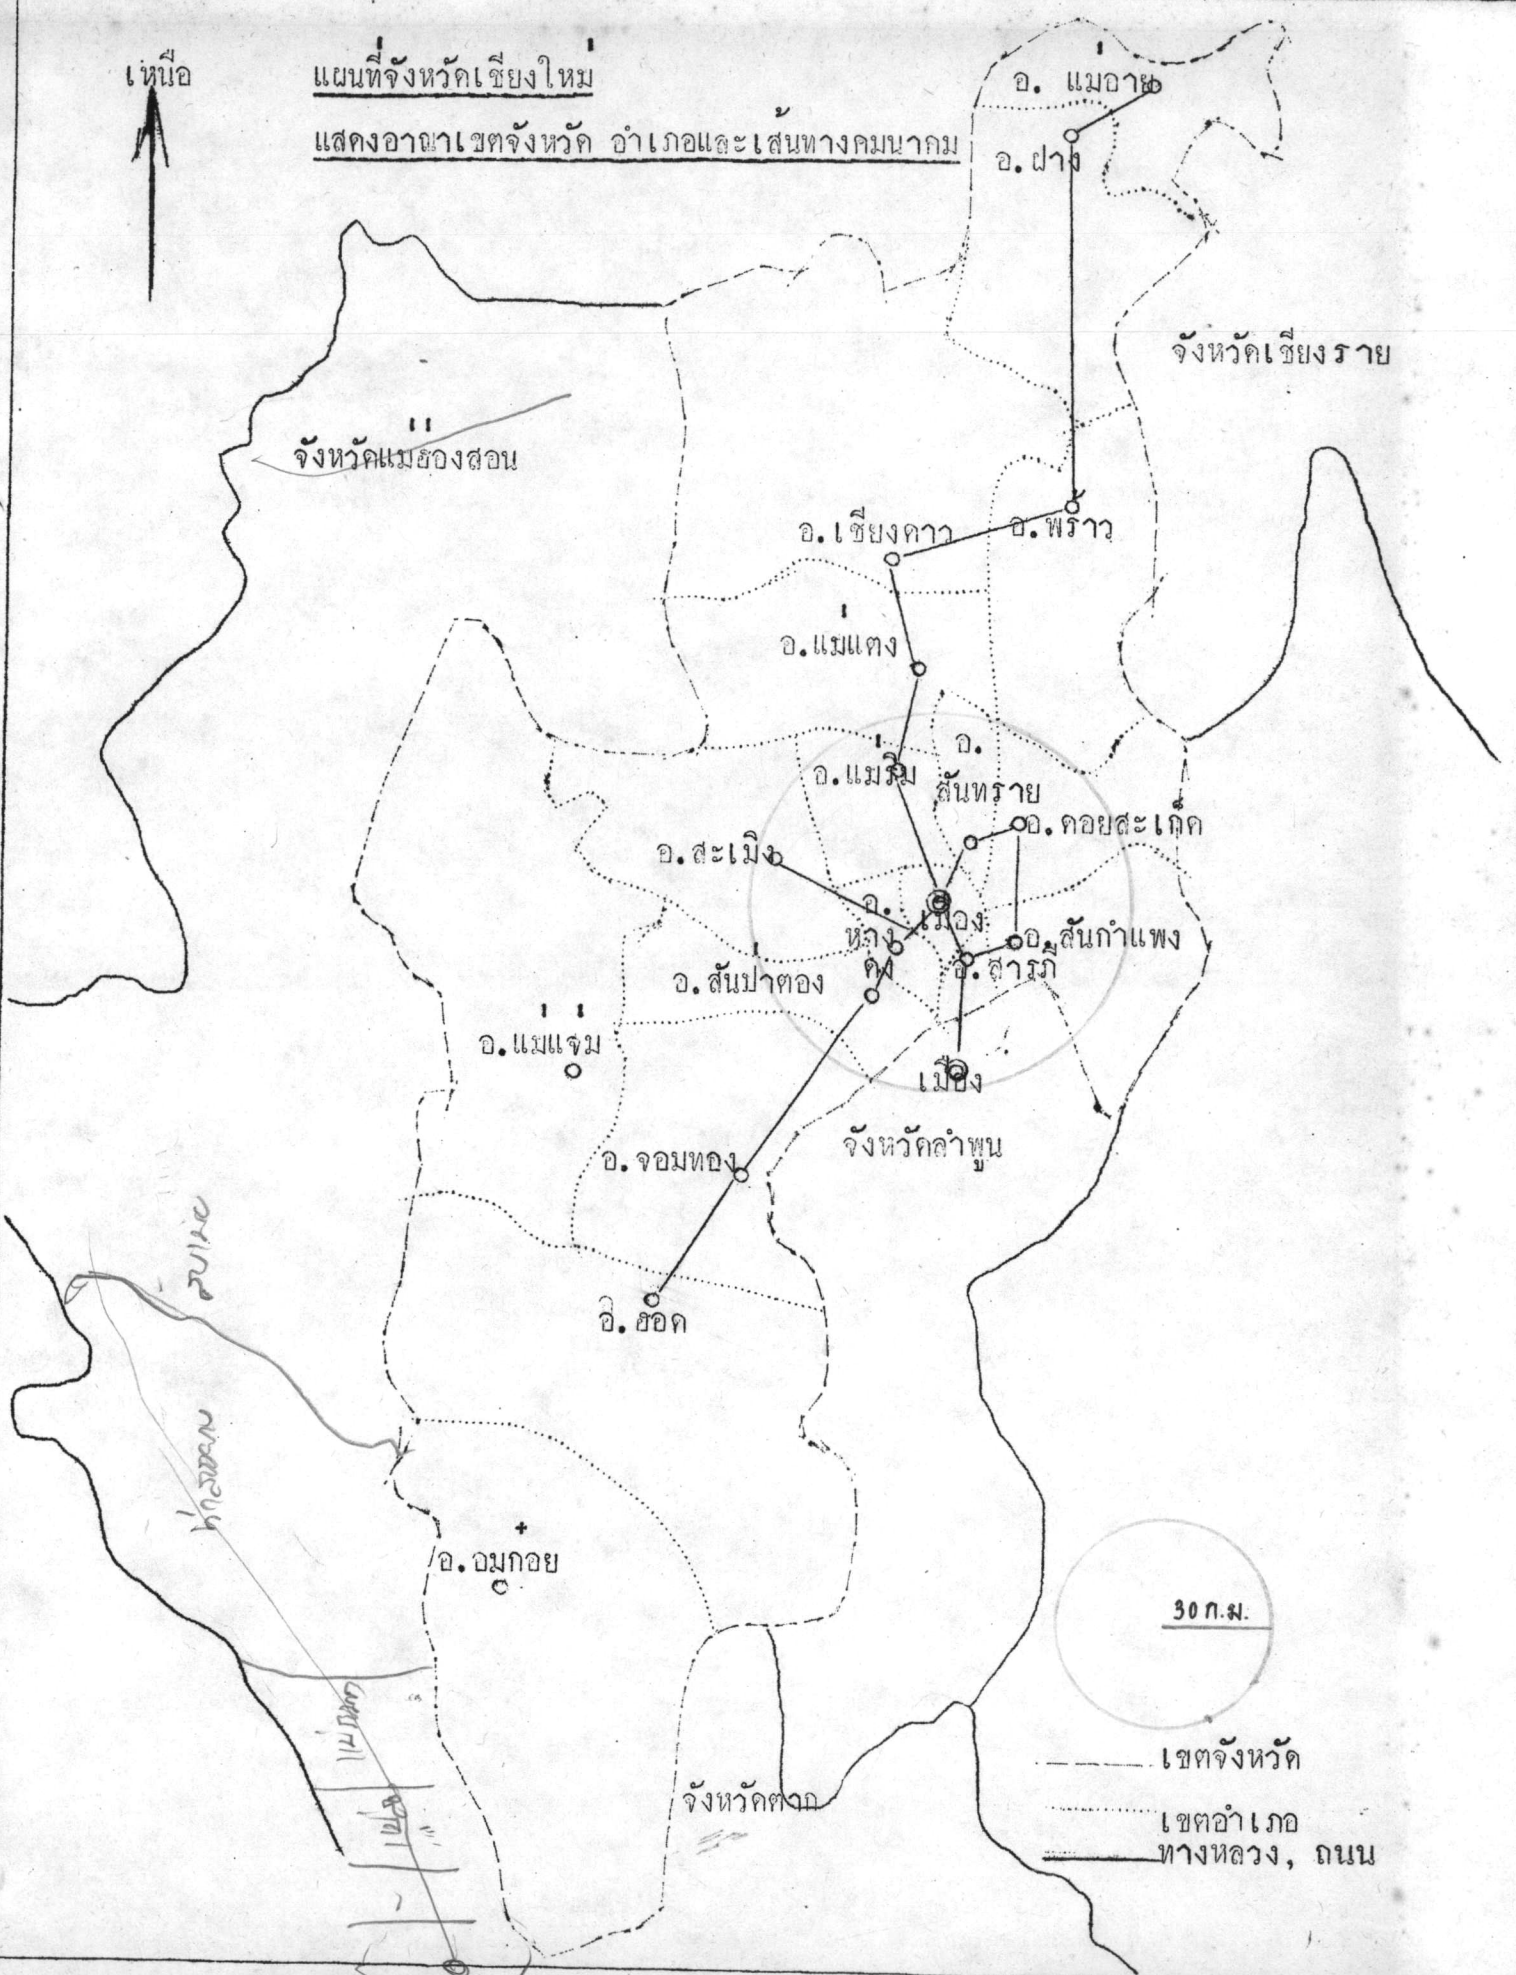 เหนือ
แผนที่จังหวัดเชียงใหม่
แสดงอาณาเขตจังหวัด อำเภอและเส้นทางคมนาคม
อ. แม่อาย
อ.ฝาง
จังหวัดเชียงราย
จังหวัดแม่ฮ่องสอน
อ.เชียงดาว
อ.พร้าว
อ.แม่แตง
อ.แม่ริม
อ.
สันทราย
อ.ดอยสะเก็ด
อ.สะเมิง
อ.
หางดง
เมือง
อ.สันกำแพง
อ.สารภี
อ.สันป่าตอง
อ.แม่แจ่ม
เมือง
จังหวัดลำพูน
อ.จอมทอง
อ.ฮอด
อ.อมก๋อย
30 ก.ม.
เขตจังหวัด
เขตอำเภอ
ทางหลวง, ถนน
จังหวัดตาก